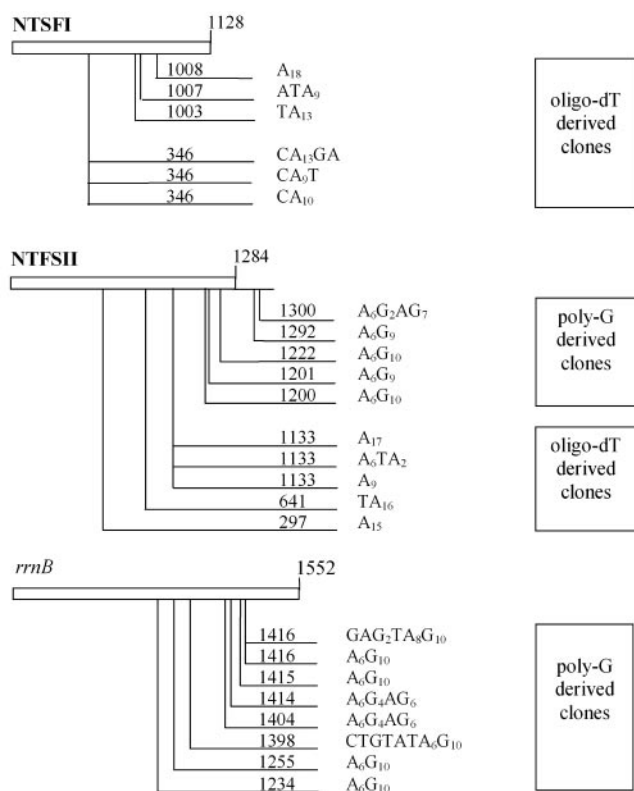 NTSFI 1128
1008 A₁₈
1007 ATA₉
1003 TA₁₃
346 CA₁₃GA
346 CA₉T
346 CA₁₀
oligo-dT
derived
clones
NTFSII 1284
1300 A₆G₂AG₇
1292 A₆G₉
1222 A₆G₁₀
1201 A₆G₉
1200 A₆G₁₀
poly-G
derived
clones
1133 A₁₇
1133 A₆TA₂
1133 A₉
641 TA₁₆
297 A₁₅
oligo-dT
derived
clones
rrnB 1552
1416 GAG₂TA₈G₁₀
1416 A₆G₁₀
1415 A₆G₁₀
1414 A₆G₄AG₆
1404 A₆G₄AG₆
1398 CTGTATA₆G₁₀
1255 A₆G₁₀
1234 A₆G₁₀
poly-G
derived
clones